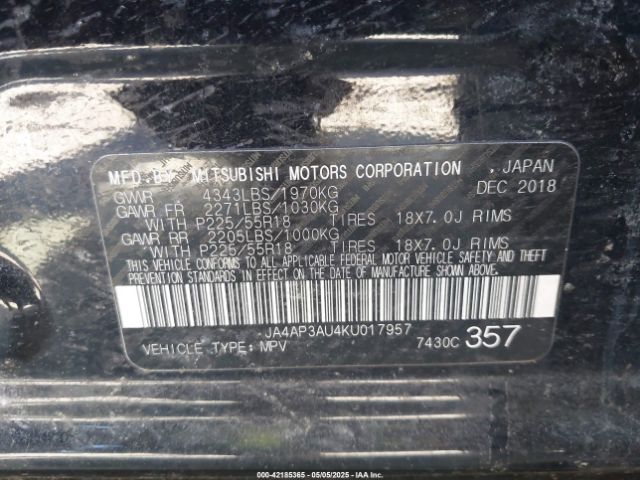 MFD.BY MITSUBISHI MOTORS CORPORATION , JAPAN
GVWR 4343LBS/1970KG DEC 2018
GAWR FR 2271LBS/1030KG
WITH P225/55R18 TIRES 18X7.0J RIMS
GAWR RR 2205LBS/1000KG
WITH P225/55R18 TIRES 18X7.0J RIMS
THIS VEHICLE CONFORMS TO ALL APPLICABLE FEDERAL MOTOR VEHICLE SAFETY AND THEFT
PREVENTION STANDARDS IN EFFECT ON THE DATE OF MANUFACTURE SHOWN ABOVE.
JA4AP3AU4KU017957
VEHICLE TYPE: MPV 7430C 357
000-42185365 - 05/05/2025 - IAAI.COM